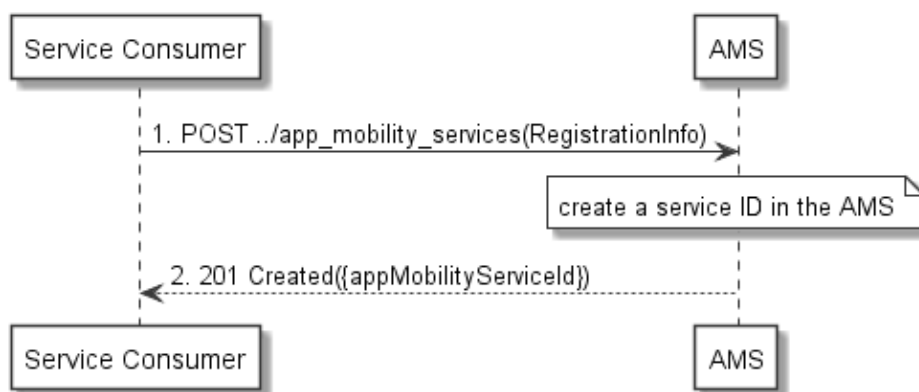 Service Consumer
AMS
1. POST ../app_mobility_services(RegistrationInfo)
create a service ID in the AMS
2. 201 Created({appMobilityServiceId})
Service Consumer
AMS